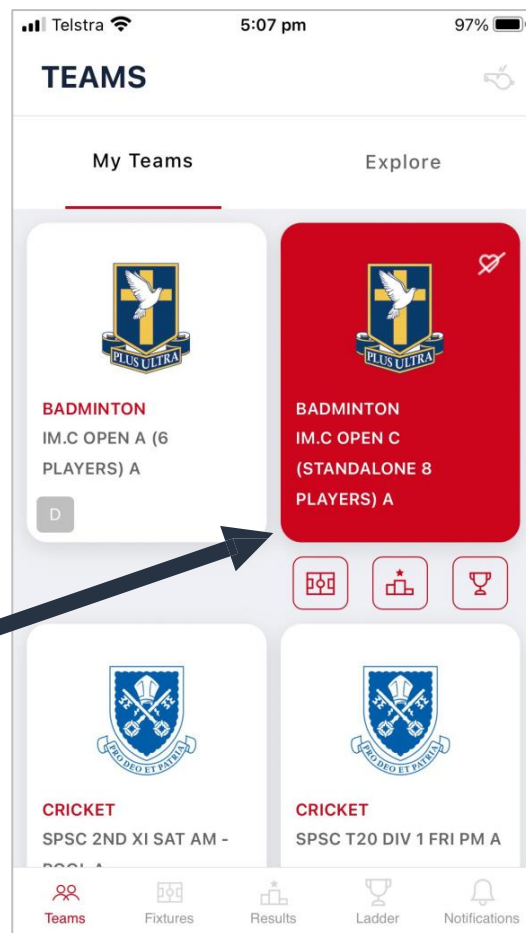 Telstra
5:07 pm
97%
TEAMS
My Teams
Explore
PLUS ULTRA
BADMINTON
IM.C OPEN A (6
PLAYERS) A
D
PLUS ULTRA
BADMINTON
IM.C OPEN C
(STANDALONE 8
PLAYERS) A
PRO DEO ET PATRIA
CRICKET
SPSC 2ND XI SAT AM -
POOL A
PRO DEO ET PATRIA
CRICKET
SPSC T20 DIV 1 FRI PM A
Teams
Fixtures
Results
Ladder
Notifications